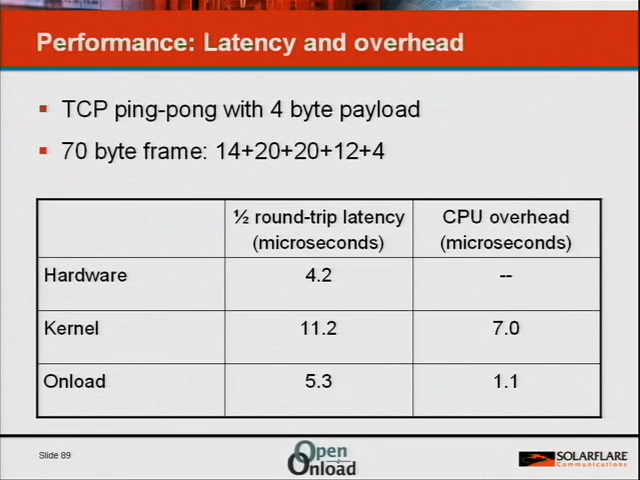 Performance: Latency and overhead
TCP ping-pong with 4 byte payload
70 byte frame: 14+20+20+12+4
½ round-trip latency (microseconds)
CPU overhead (microseconds)
Hardware 4.2 --
Kernel 11.2 7.0
Onload 5.3 1.1
Slide 89
Open
Onload
SOLARFLARE
Communications